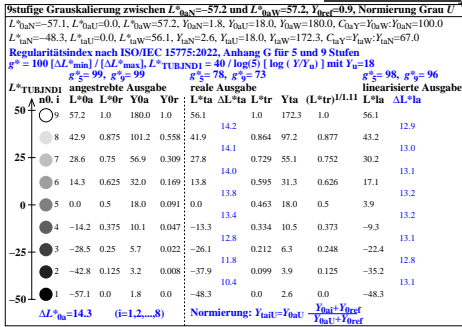 9stufige Grauskalierung zwischen L*0aN=−57.2 und L*0aW=57.2, Y0ref=0.9, Normierung Grau U
L*0aN=−57.1, L*0aU=0.0, L*0aW=57.2, Y0aN=1.8, Y0aU=18.0, Y0aW=180.0, C0aY=Y0aW:Y0aN=100.0
L*taN=−48.3, L*taU=0.0, L*taW=56.1, YtaN=2.6, YtaU=18.0, YtaW=172.3, CtaY=YtaW:YtaN=67.0
Regularitätsindex nach ISO/IEC 15775:2022, Anhang G für 5 und 9 Stufen
g* = 100 [ΔL*min] / [ΔL*max], L*TUBJND1 = 40 / log(5) [ log ( Y/Yu) ] mit Yu=18
g*5= 99, g*9= 99 g*5= 78, g*9= 73 g*5= 98, g*9= 96
L*TUBJND1 angestrebte Ausgabe reale Ausgabe linearisierte Ausgabe
n0. i L*0a L*0r Y0a Y0r L*ta ΔL*ta L*tr Yta (L*tr)1/1.11 L*la ΔL*la
50
9 57.2 1.0 180.0 1.0 56.1 1.0 172.3 1.0 56.1
14.2 12.9
8 42.9 0.875 101.2 0.558 41.9 0.864 97.2 0.877 43.2
14.1 13.0
25
7 28.6 0.75 56.9 0.309 27.8 0.729 55.1 0.752 30.2
14.0 13.1
6 14.3 0.625 32.0 0.169 13.8 0.595 31.3 0.626 17.1
13.8 13.2
0
5 0.0 0.5 18.0 0.091 0.0 0.463 18.0 0.5 3.9
13.4 13.2
4 −14.2 0.375 10.1 0.047 −13.3 0.334 10.5 0.373 −9.3
12.8 13.1
−25
3 −28.5 0.25 5.7 0.022 −26.1 0.212 6.3 0.248 −22.4
11.8 12.8
2 −42.8 0.125 3.2 0.008 −37.9 0.099 3.9 0.125 −35.2
10.4 13.1
−50
1 −57.1 0.0 1.8 0.0 −48.3 0.0 2.6 0.0 −48.3
ΔL*0a=14.3 (i=1,2,...,8) Normierung: YtaiU=Y0aU (Y0ai+Y0ref)/(Y0aU+Y0ref)